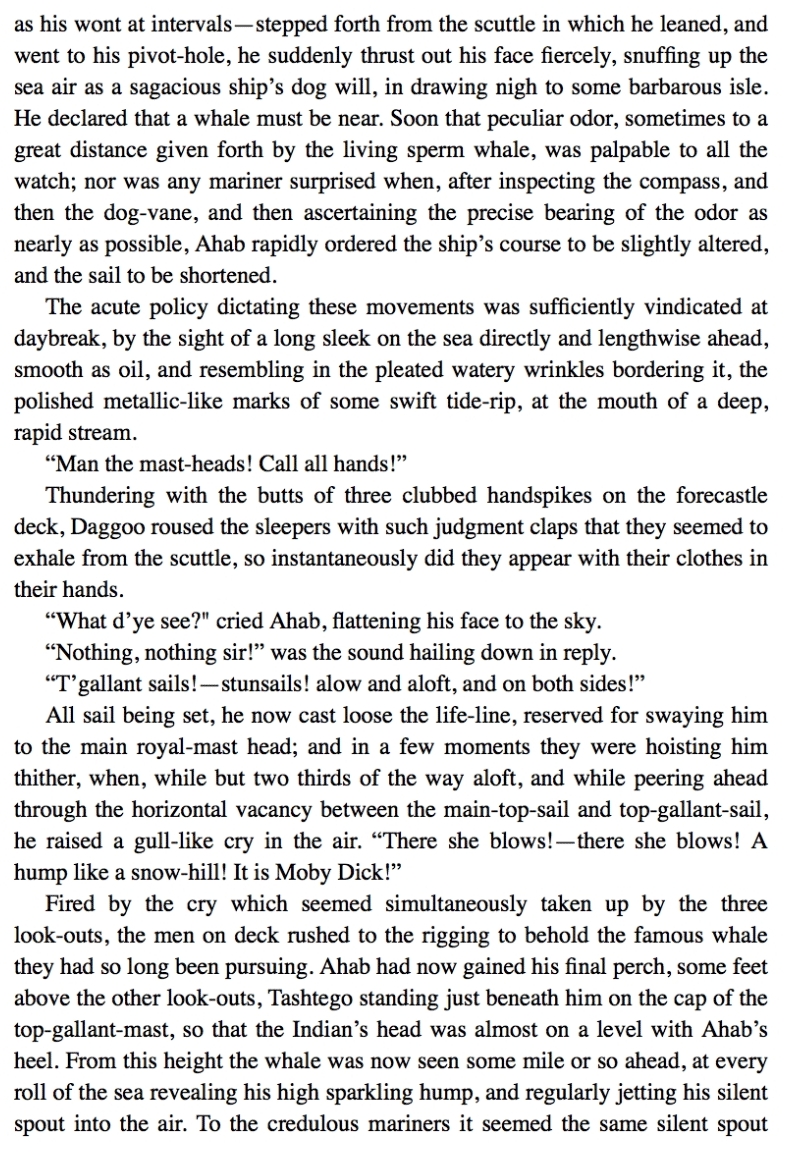 as his wont at intervals—stepped forth from the scuttle in which he leaned, and
went to his pivot-hole, he suddenly thrust out his face fiercely, snuffing up the
sea air as a sagacious ship’s dog will, in drawing nigh to some barbarous isle.
He declared that a whale must be near. Soon that peculiar odor, sometimes to a
great distance given forth by the living sperm whale, was palpable to all the
watch; nor was any mariner surprised when, after inspecting the compass, and
then the dog-vane, and then ascertaining the precise bearing of the odor as
nearly as possible, Ahab rapidly ordered the ship’s course to be slightly altered,
and the sail to be shortened.
The acute policy dictating these movements was sufficiently vindicated at
daybreak, by the sight of a long sleek on the sea directly and lengthwise ahead,
smooth as oil, and resembling in the pleated watery wrinkles bordering it, the
polished metallic-like marks of some swift tide-rip, at the mouth of a deep,
rapid stream.
“Man the mast-heads! Call all hands!”
Thundering with the butts of three clubbed handspikes on the forecastle
deck, Daggoo roused the sleepers with such judgment claps that they seemed to
exhale from the scuttle, so instantaneously did they appear with their clothes in
their hands.
“What d’ye see?" cried Ahab, flattening his face to the sky.
“Nothing, nothing sir!” was the sound hailing down in reply.
“T’gallant sails!—stunsails! alow and aloft, and on both sides!”
All sail being set, he now cast loose the life-line, reserved for swaying him
to the main royal-mast head; and in a few moments they were hoisting him
thither, when, while but two thirds of the way aloft, and while peering ahead
through the horizontal vacancy between the main-top-sail and top-gallant-sail,
he raised a gull-like cry in the air. “There she blows!—there she blows! A
hump like a snow-hill! It is Moby Dick!”
Fired by the cry which seemed simultaneously taken up by the three
look-outs, the men on deck rushed to the rigging to behold the famous whale
they had so long been pursuing. Ahab had now gained his final perch, some feet
above the other look-outs, Tashtego standing just beneath him on the cap of the
top-gallant-mast, so that the Indian’s head was almost on a level with Ahab’s
heel. From this height the whale was now seen some mile or so ahead, at every
roll of the sea revealing his high sparkling hump, and regularly jetting his silent
spout into the air. To the credulous mariners it seemed the same silent spout